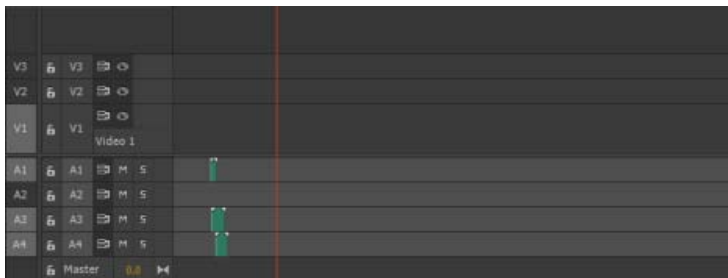 V3 V3
V2 V2
V1 V1
Video 1
A1 A1 M S
A2 A2 M S
A3 A3 M S
A4 A4 M S
Master 0.0